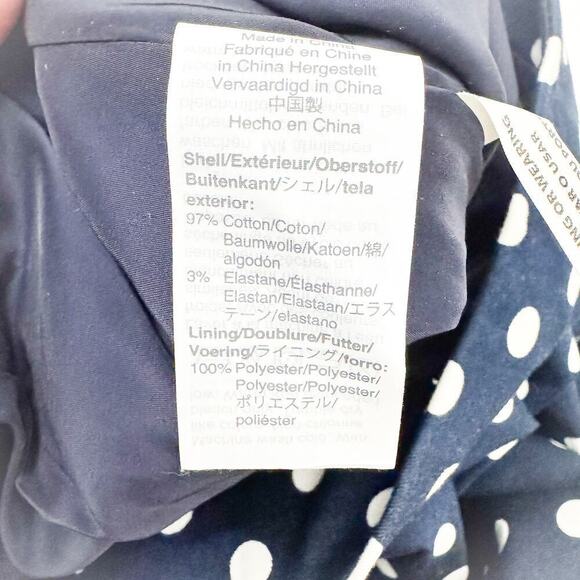 Made in China
Fabriqué en Chine
in China Hergestellt
Vervaardigd in China
中国製
Hecho en China
Shell/Extérieur/Oberstoff/
Buitenkant/シェル/tela
exterior:
97% Cotton/Coton/
Baumwolle/Katoen/綿/
algodón
3% Elastane/Élasthanne/
Elastan/Elastaan/エラス
テーン/elastano
Lining/Doublure/Futter/
Voering/ライニング/forro:
100% Polyester/Polyester/
Polyester/Polyester/
ポリエステル/
poliéster
OR WEARING
O USAR